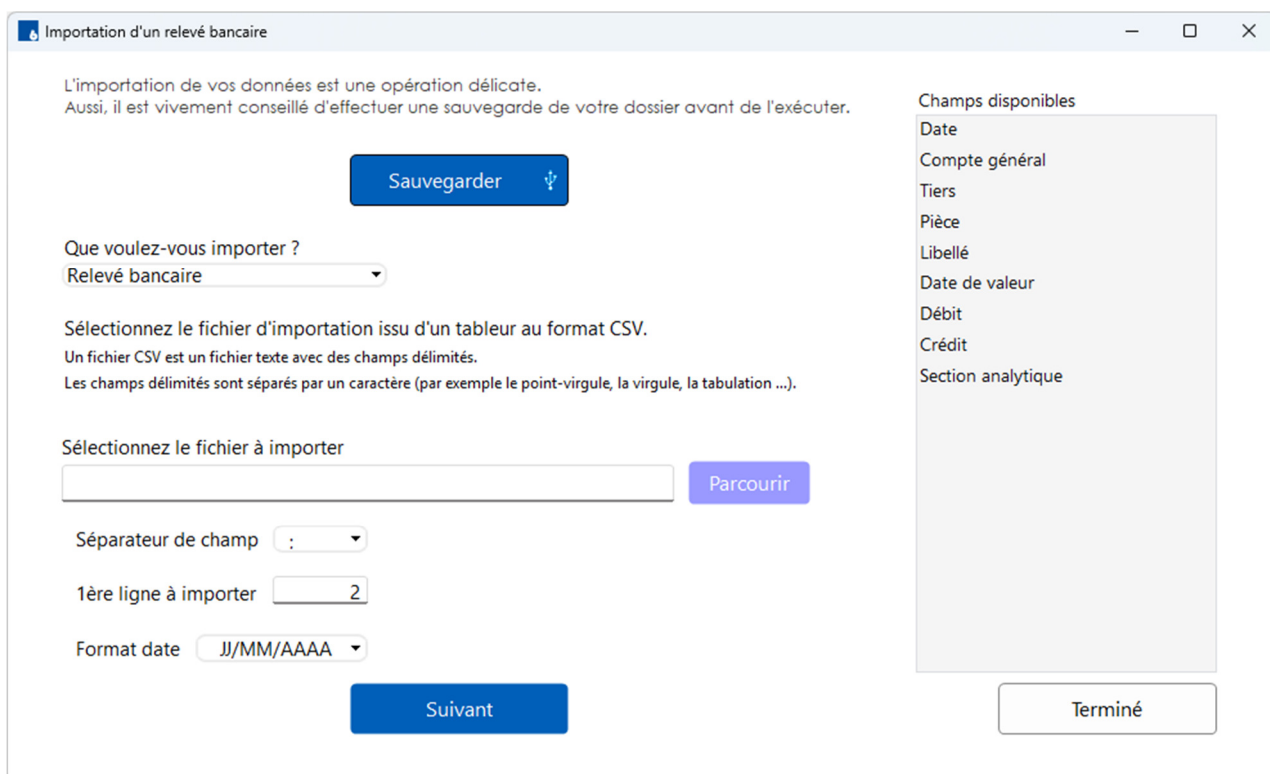 Importation d'un relevé bancaire
L'importation de vos données est une opération délicate.
Aussi, il est vivement conseillé d'effectuer une sauvegarde de votre dossier avant de l'exécuter.
Sauvegarder
Que voulez-vous importer ?
Relevé bancaire
Sélectionnez le fichier d'importation issu d'un tableur au format CSV.
Un fichier CSV est un fichier texte avec des champs délimités.
Les champs délimités sont séparés par un caractère (par exemple le point-virgule, la virgule, la tabulation ...).
Sélectionnez le fichier à importer
Parcourir
Séparateur de champ :
1ère ligne à importer 2
Format date JJ/MM/AAAA
Suivant
Champs disponibles
Date
Compte général
Tiers
Pièce
Libellé
Date de valeur
Débit
Crédit
Section analytique
Terminé